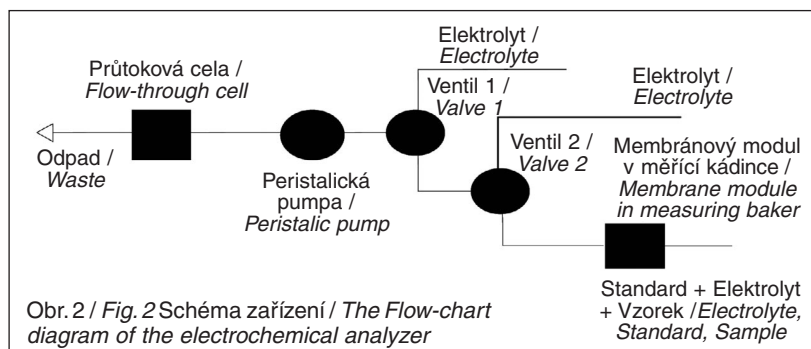 Průtoková cela /
Flow-through cell
Odpad /
Waste
Peristalická
pumpa /
Peristalic pump
Elektrolyt /
Electrolyte
Ventil 1 /
Valve 1
Elektrolyt /
Electrolyte
Ventil 2 /
Valve 2
Membránový modul
v měřící kádince /
Membrane module
in measuring baker
Standard + Elektrolyt
+ Vzorek /Electrolyte,
Standard, Sample
Obr. 2 / Fig. 2 Schéma zařízení / The Flow-chart
diagram of the electrochemical analyzer